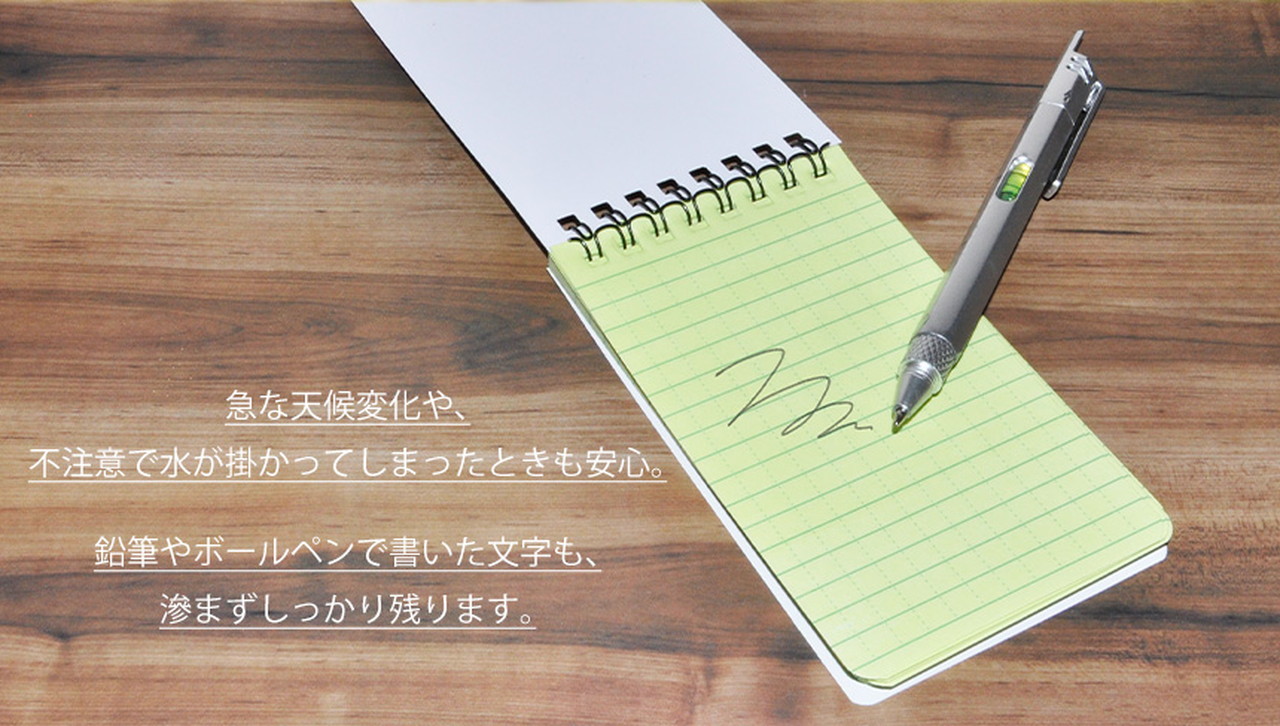 急な天候変化や、
不注意で水が掛かってしまったときも安心。
鉛筆やボールペンで書いた文字も、
滲まずしっかり残ります。